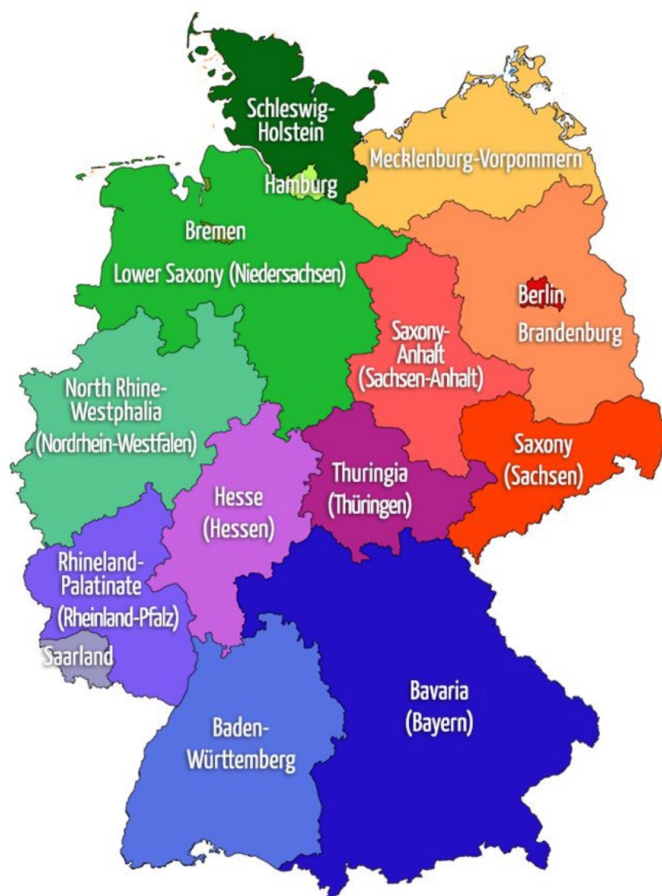 Schleswig-
Holstein
Mecklenburg-Vorpommern
Hamburg
Bremen
Lower Saxony (Niedersachsen)
Berlin
Brandenburg
Saxony-
Anhalt
(Sachsen-Anhalt)
North Rhine-
Westphalia
(Nordrhein-Westfalen)
Saxony
(Sachsen)
Thuringia
(Thüringen)
Hesse
(Hessen)
Rhineland-
Palatinate
(Rheinland-Pfalz)
Saarland
Bavaria
(Bayern)
Baden-
Württemberg